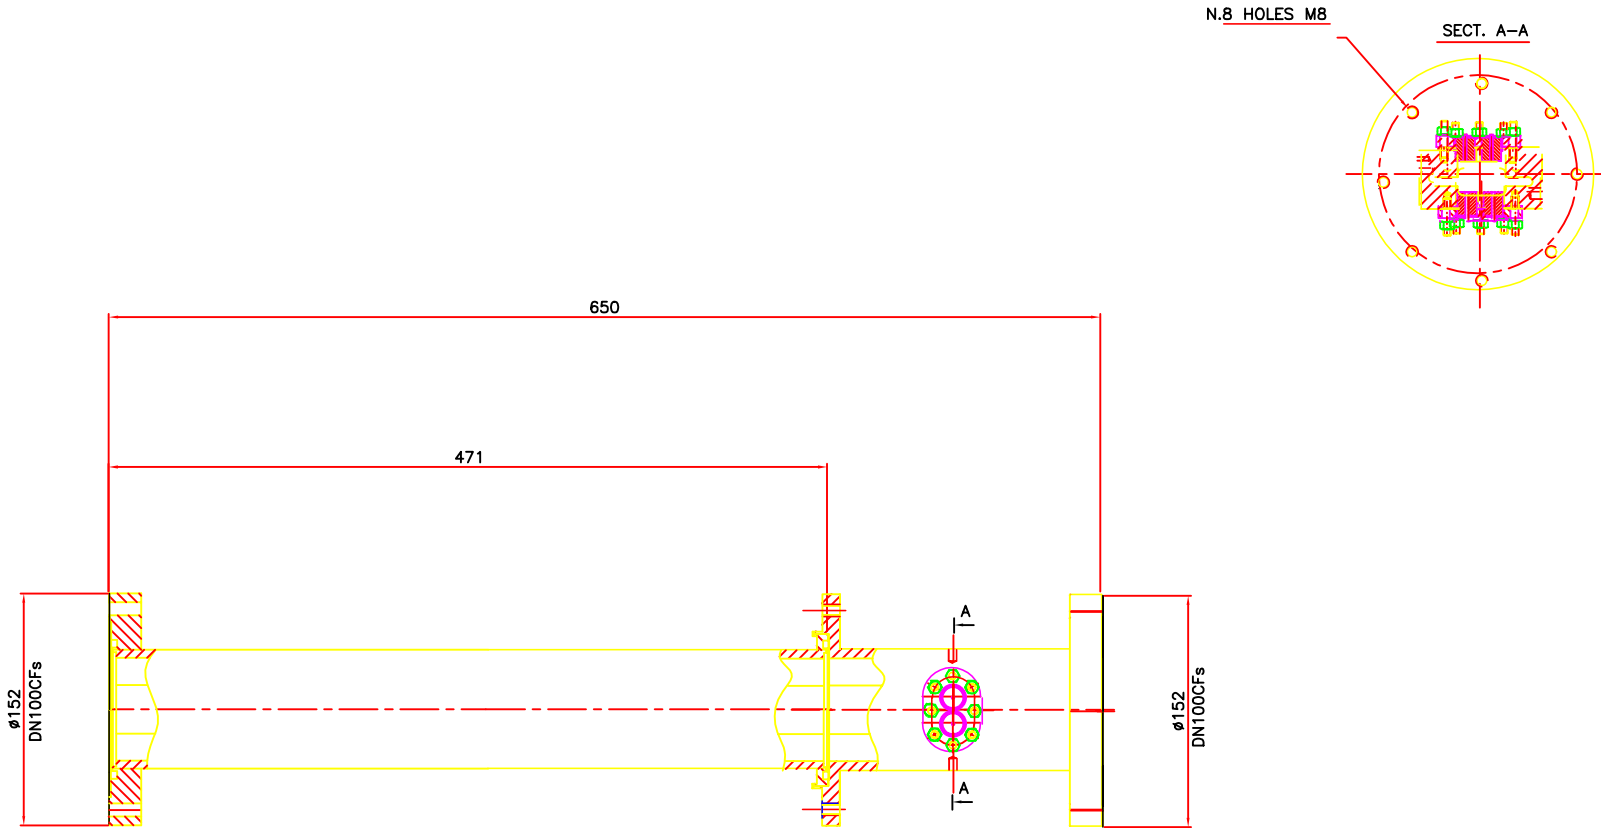 N.8 HOLES M8
SECT. A-A
650
471
A
ø152
DN100CFs
ø152
DN100CFs
A